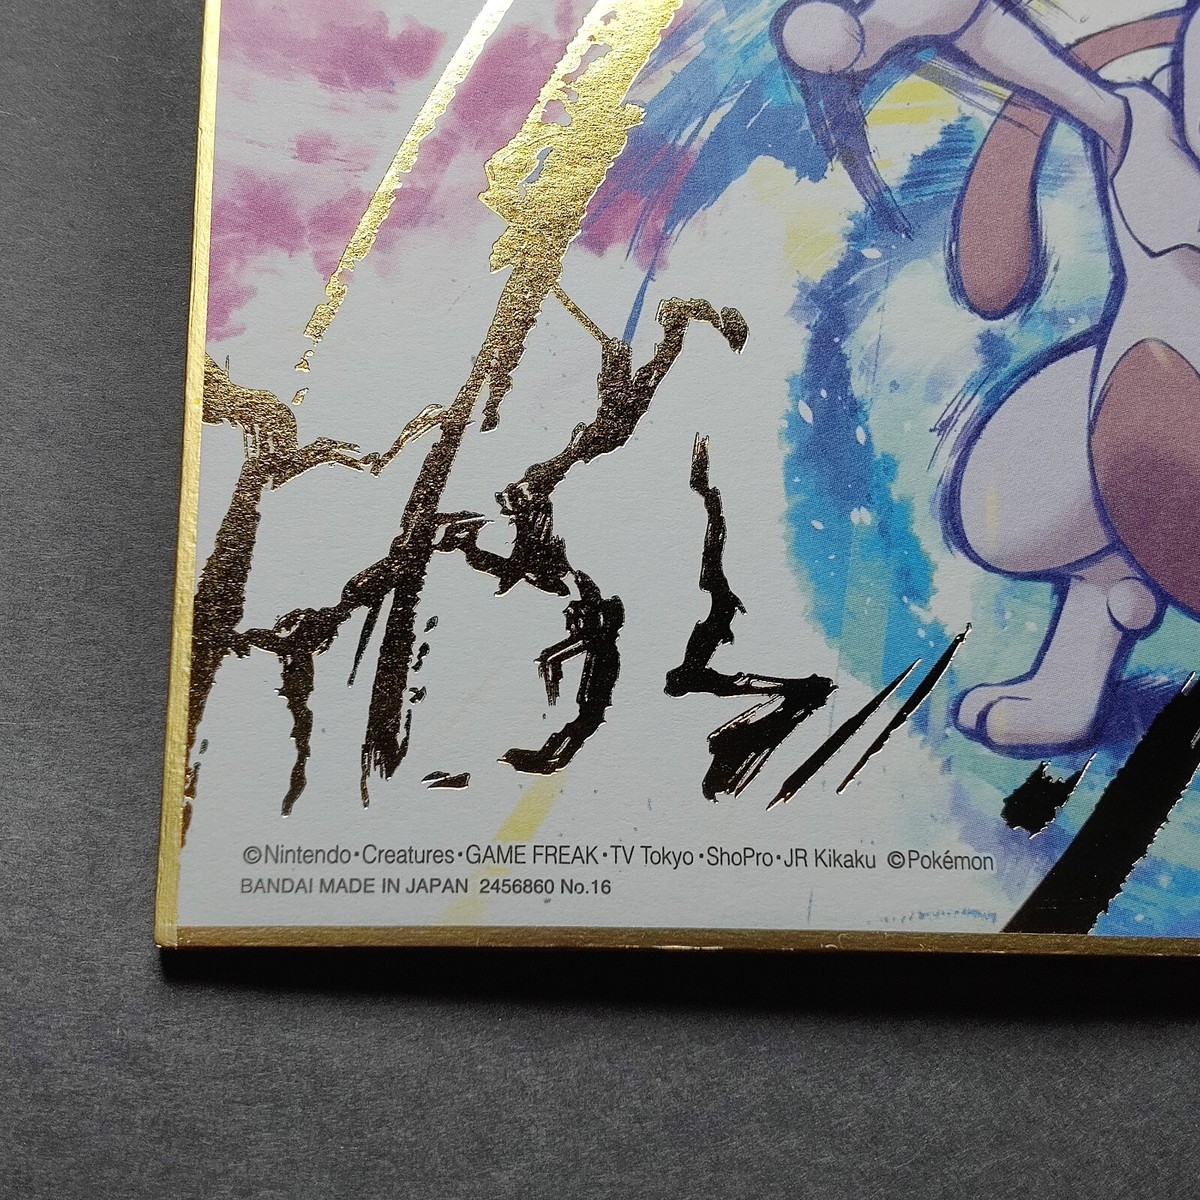 ©Nintendo・Creatures・GAME FREAK・TV Tokyo・ShoPro・JR Kikaku ©Pokémon
BANDAI MADE IN JAPAN 2456860 No.16